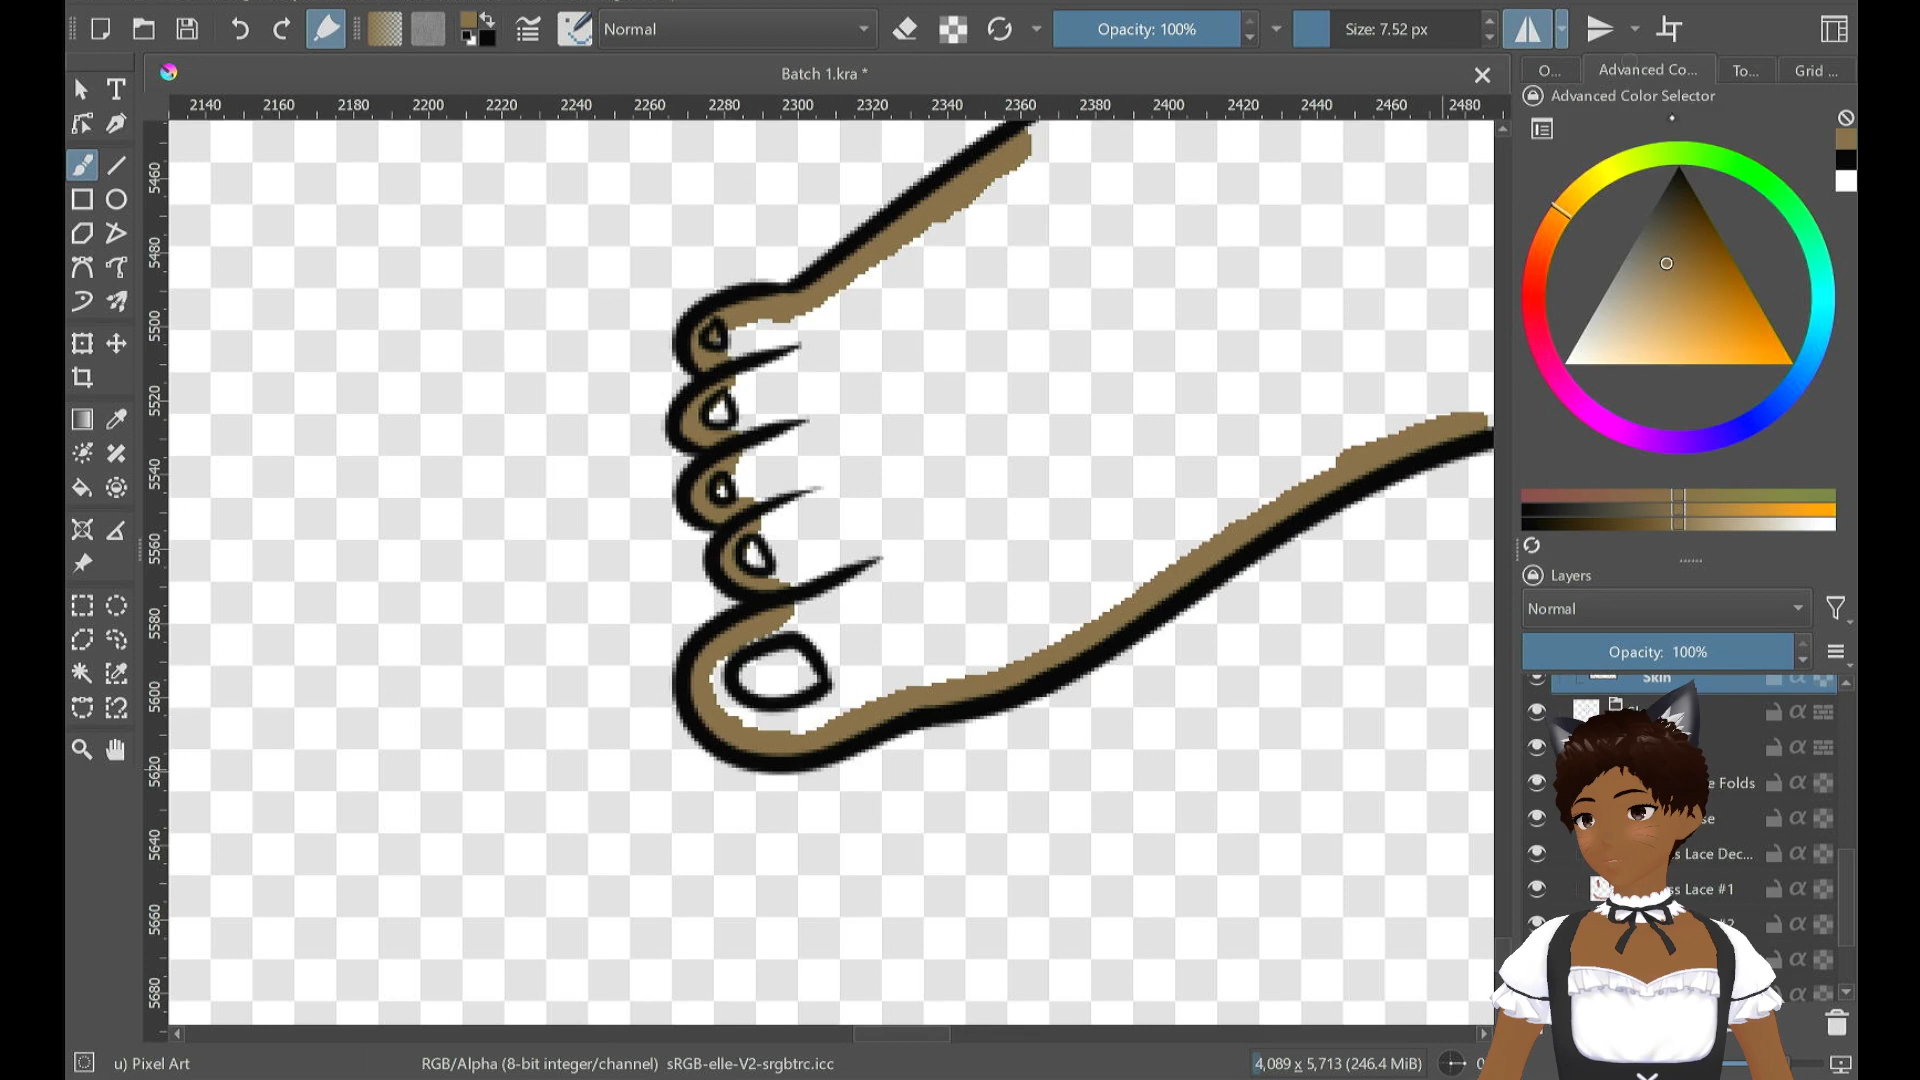 Normal
Opacity: 100%
Size: 7.52 px
Batch 1.kra *
O...
Advanced Co...
To...
Grid ...
Advanced Color Selector
2140 2160 2180 2200 2220 2240 2260 2280 2300 2320 2340 2360 2380 2400 2420 2440 2460 2480
5460
5480
5500
5520
5540
5560
5580
5600
5620
5640
5660
5680
Layers
Normal
Opacity: 100%
Skin
e Folds
se
s Lace Dec...
ss Lace #1
u) Pixel Art
RGB/Alpha (8-bit integer/channel) sRGB-elle-V2-srgbtrc.icc
4,089 x 5,713 (246.4 MiB)